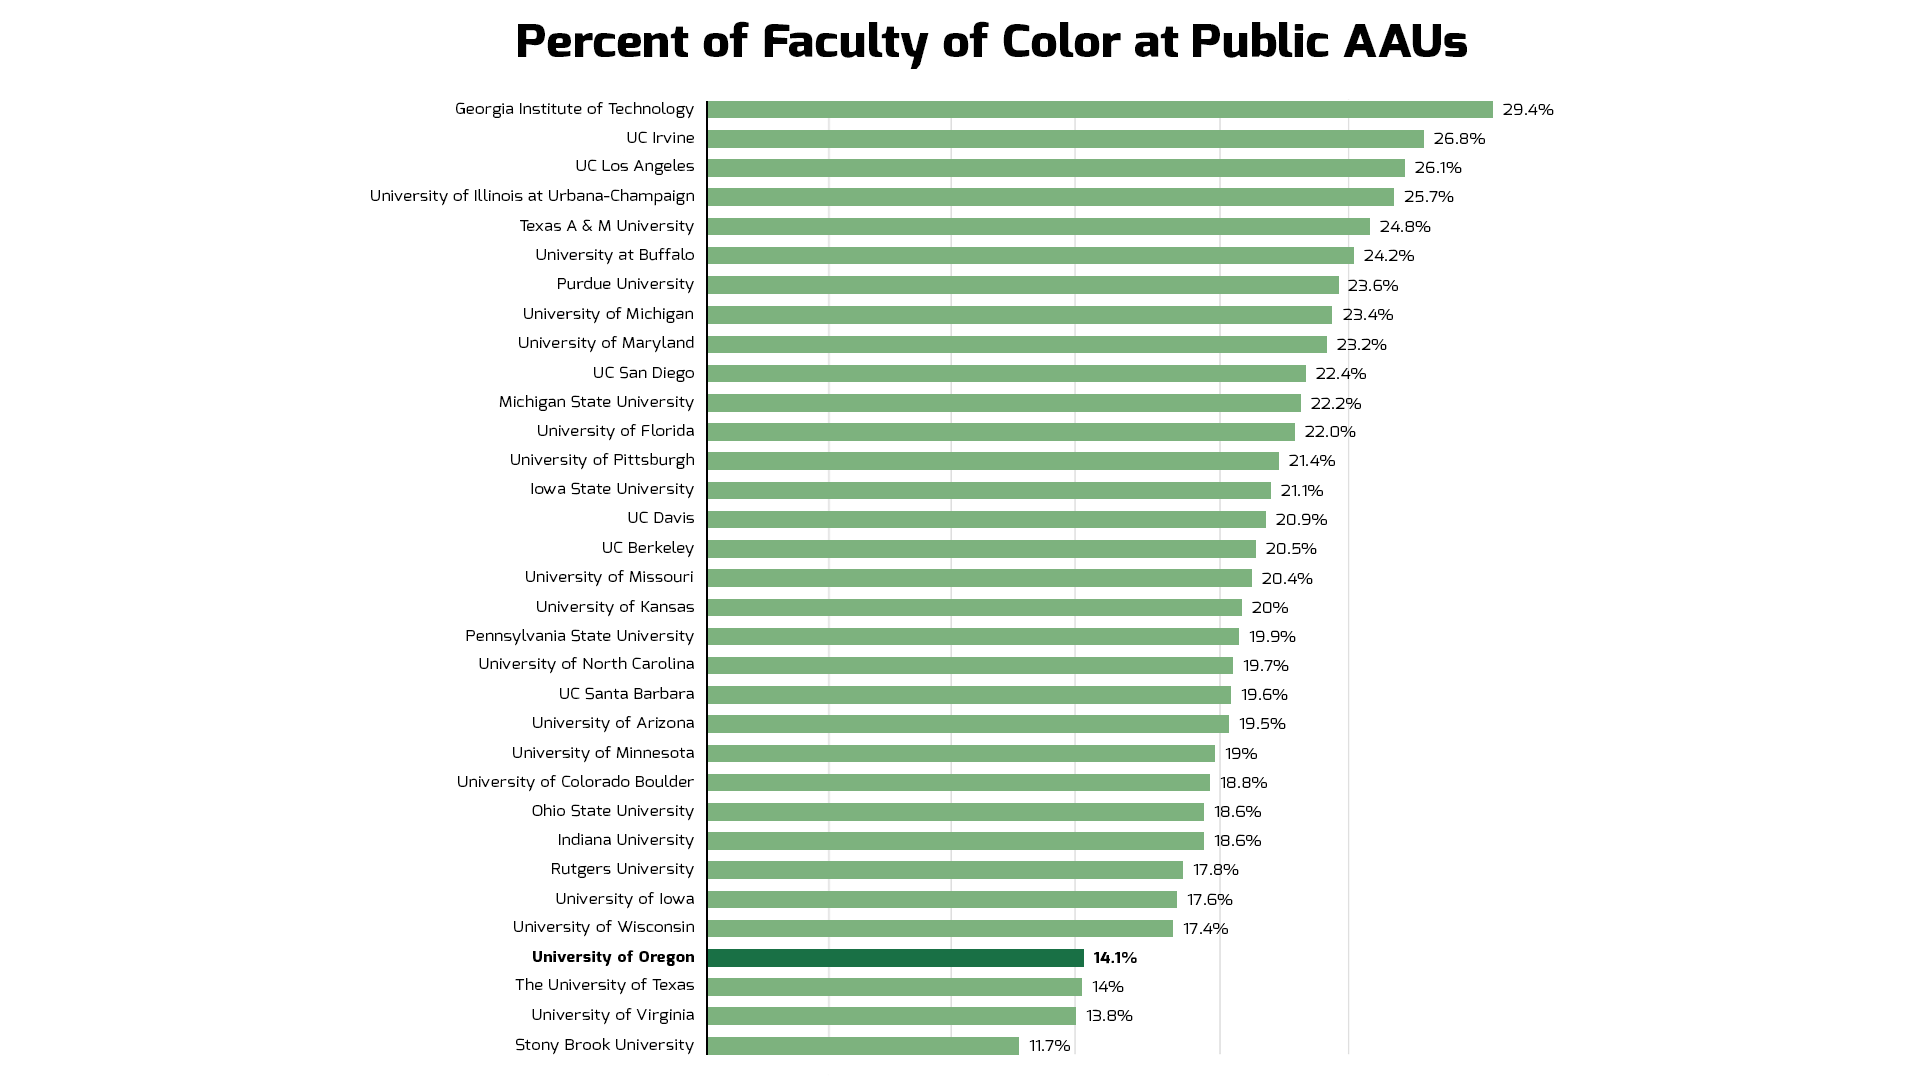 Percent of Faculty of Color at Public AAUs
Georgia Institute of Technology 29.4%
UC Irvine 26.8%
UC Los Angeles 26.1%
University of Illinois at Urbana-Champaign 25.7%
Texas A & M University 24.8%
University at Buffalo 24.2%
Purdue University 23.6%
University of Michigan 23.4%
University of Maryland 23.2%
UC San Diego 22.4%
Michigan State University 22.2%
University of Florida 22.0%
University of Pittsburgh 21.4%
Iowa State University 21.1%
UC Davis 20.9%
UC Berkeley 20.5%
University of Missouri 20.4%
University of Kansas 20%
Pennsylvania State University 19.9%
University of North Carolina 19.7%
UC Santa Barbara 19.6%
University of Arizona 19.5%
University of Minnesota 19%
University of Colorado Boulder 18.8%
Ohio State University 18.6%
Indiana University 18.6%
Rutgers University 17.8%
University of Iowa 17.6%
University of Wisconsin 17.4%
University of Oregon 14.1%
The University of Texas 14%
University of Virginia 13.8%
Stony Brook University 11.7%